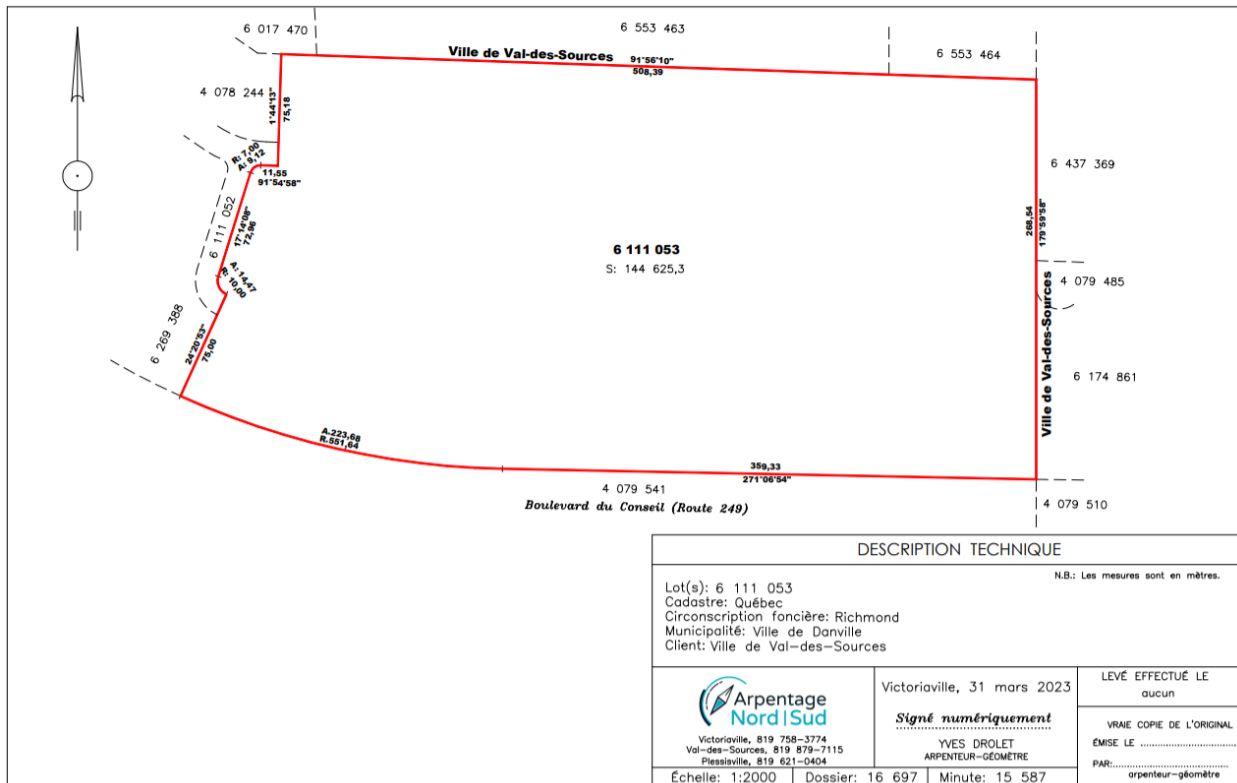 6 017 470
6 553 463
6 553 464
Ville de Val-des-Sources
91°56'10"
508,39
4 078 244
1°44'13"
75,18
R: 7,00
A: 9,12
11,55
91°54'58"
6 437 369
6 111 052
17°14'08"
72,96
268,54
179°59'58"
6 111 053
S: 144 625,3
A: 14,47
R: 10,00
4 079 485
6 269 388
24°20'53"
75,00
Ville de Val-des-Sources
6 174 861
A.223,68
R.551,64
359,33
271°06'54"
4 079 541
Boulevard du Conseil (Route 249)
4 079 510
DESCRIPTION TECHNIQUE
N.B.: Les mesures sont en mètres.
Lot(s): 6 111 053
Cadastre: Québec
Circonscription foncière: Richmond
Municipalité: Ville de Danville
Client: Ville de Val-des-Sources
Arpentage
Nord|Sud
Victoriaville, 819 758-3774
Val-des-Sources, 819 879-7115
Plessisville, 819 621-0404
Victoriaville, 31 mars 2023
Signé numériquement
YVES DROLET
ARPENTEUR-GÉOMÈTRE
LEVÉ EFFECTUÉ LE
aucun
VRAIE COPIE DE L'ORIGINAL
ÉMISE LE ..............................
PAR:..............................
arpenteur-géomètre
Échelle: 1:2000
Dossier: 16 697
Minute: 15 587